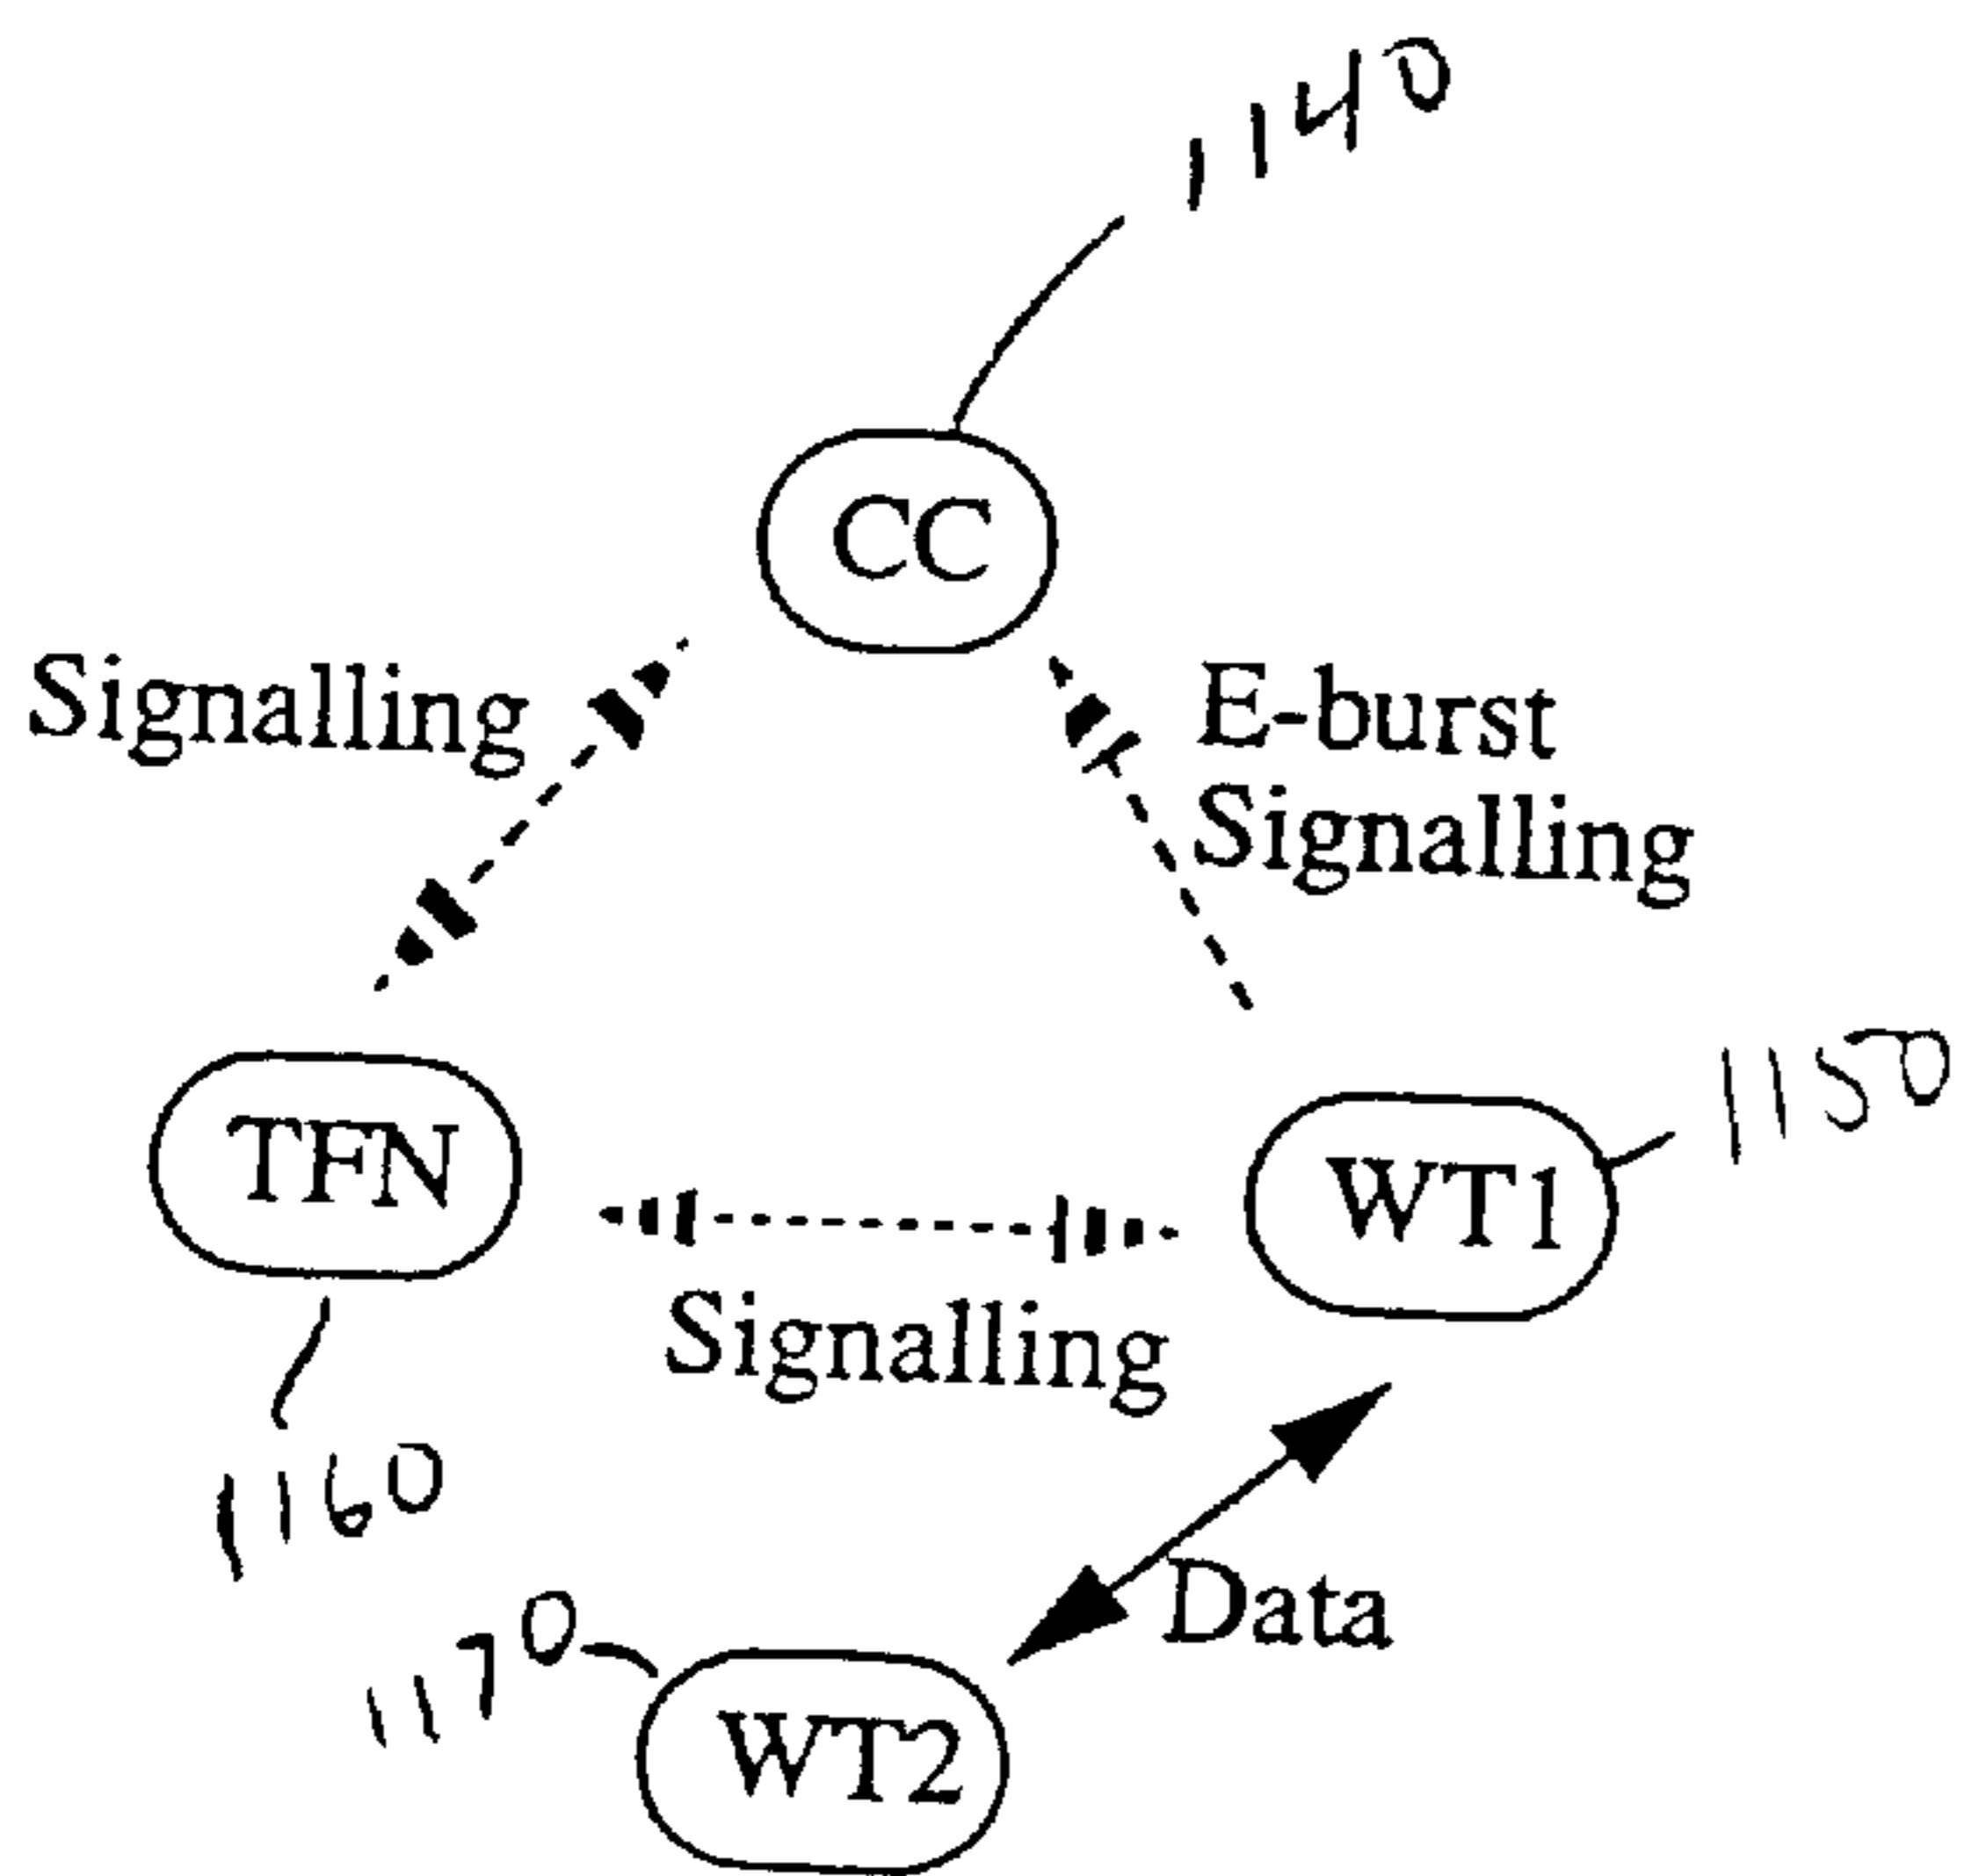 1140
CC
Signalling
E-burst
Signalling
TFN
WT1
1150
Signalling
1160
Data
1170
WT2